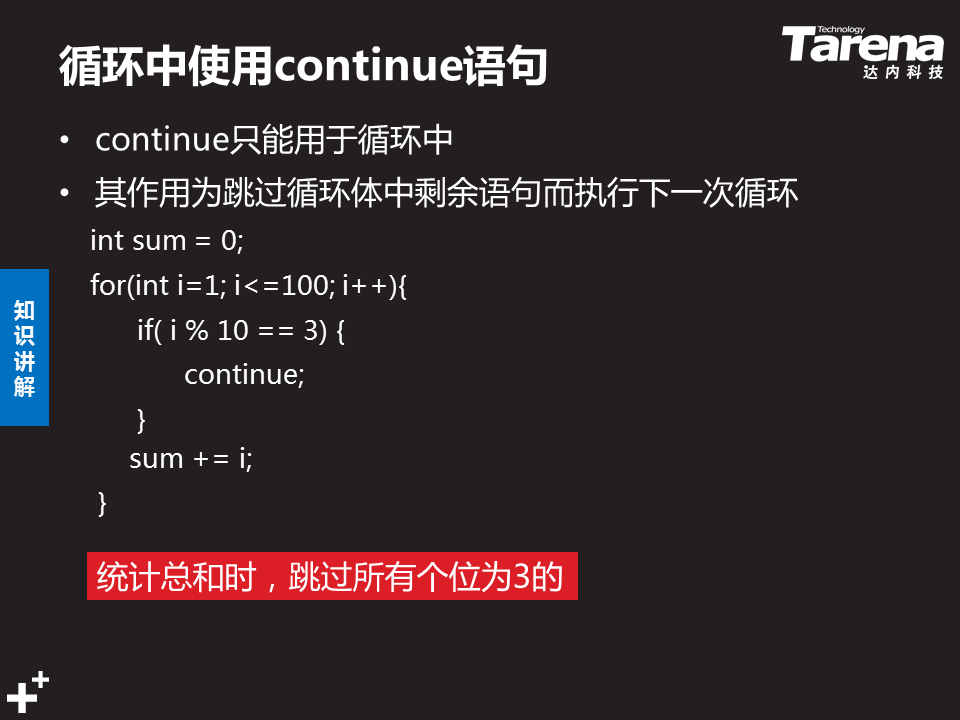 循环中使用continue语句
Technology
Tarena
达内科技
• continue只能用于循环中
• 其作用为跳过循环体中剩余语句而执行下一次循环
int sum = 0;
for(int i=1; i<=100; i++){
if( i % 10 == 3) {
continue;
}
sum += i;
}
知识讲解
统计总和时，跳过所有个位为3的